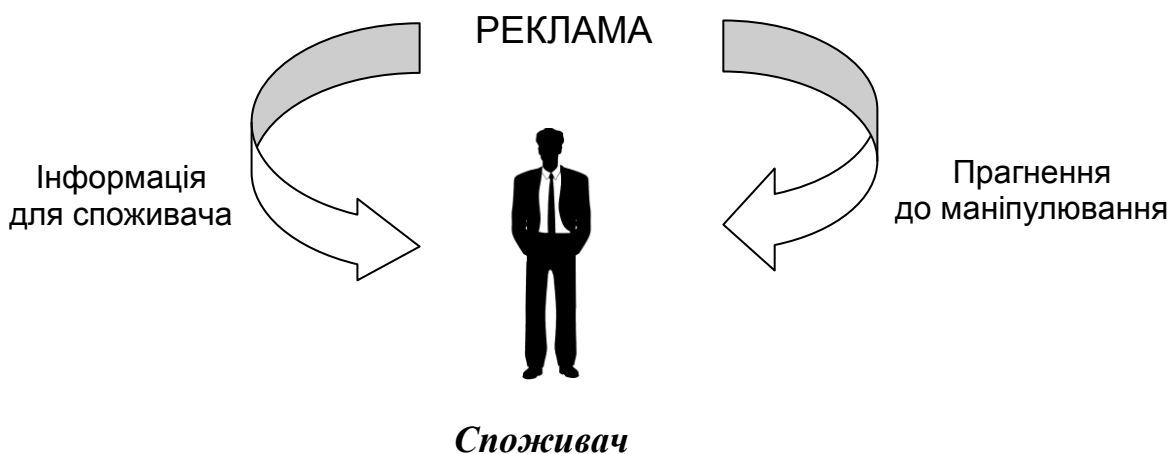 РЕКЛАМА
Інформація
для споживача
Прагнення
до маніпулювання
Споживач